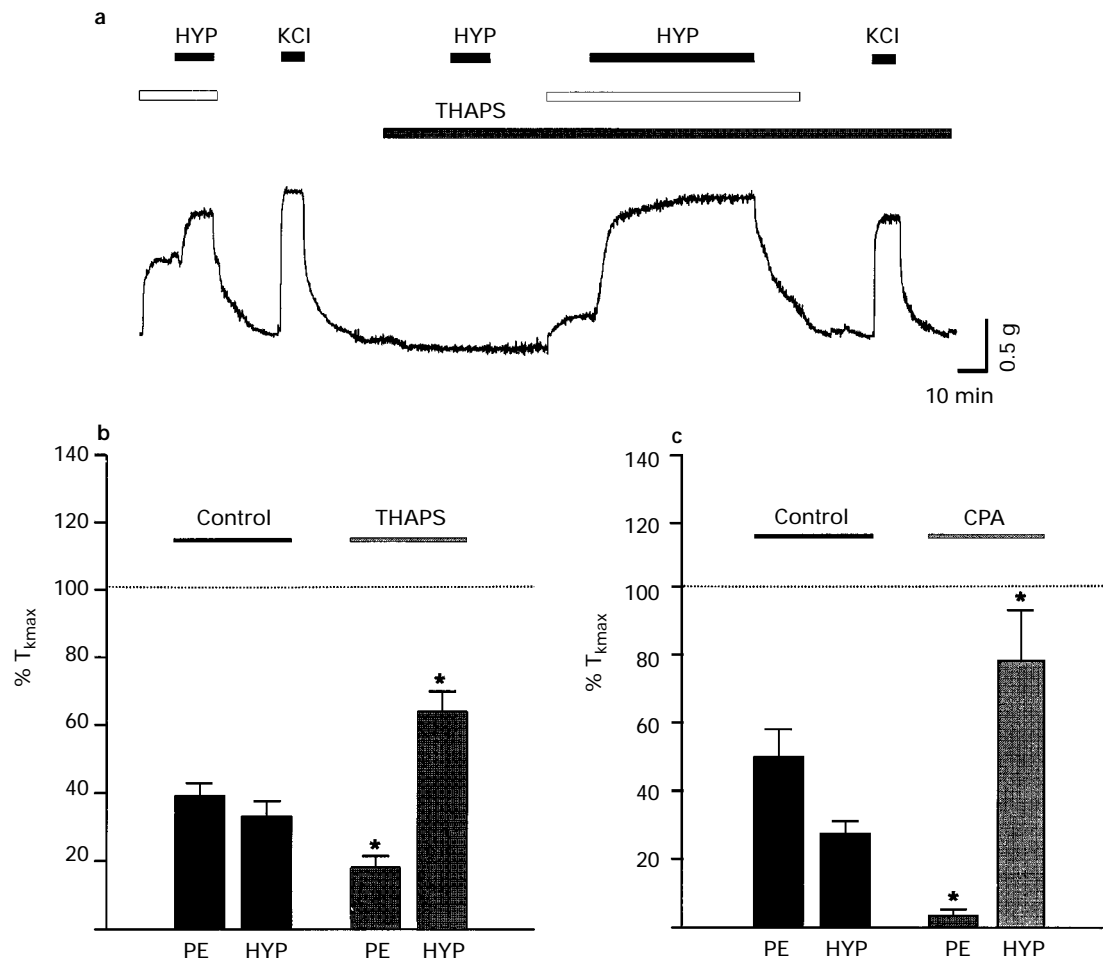 a
HYP KCl HYP HYP KCl
THAPS
0.5 g
10 min
b
140
120
100
80
60
40
20
% Tkmax
Control THAPS
*
*
PE HYP PE HYP
c
140
120
100
80
60
40
20
% Tkmax
Control CPA
*
*
PE HYP PE HYP